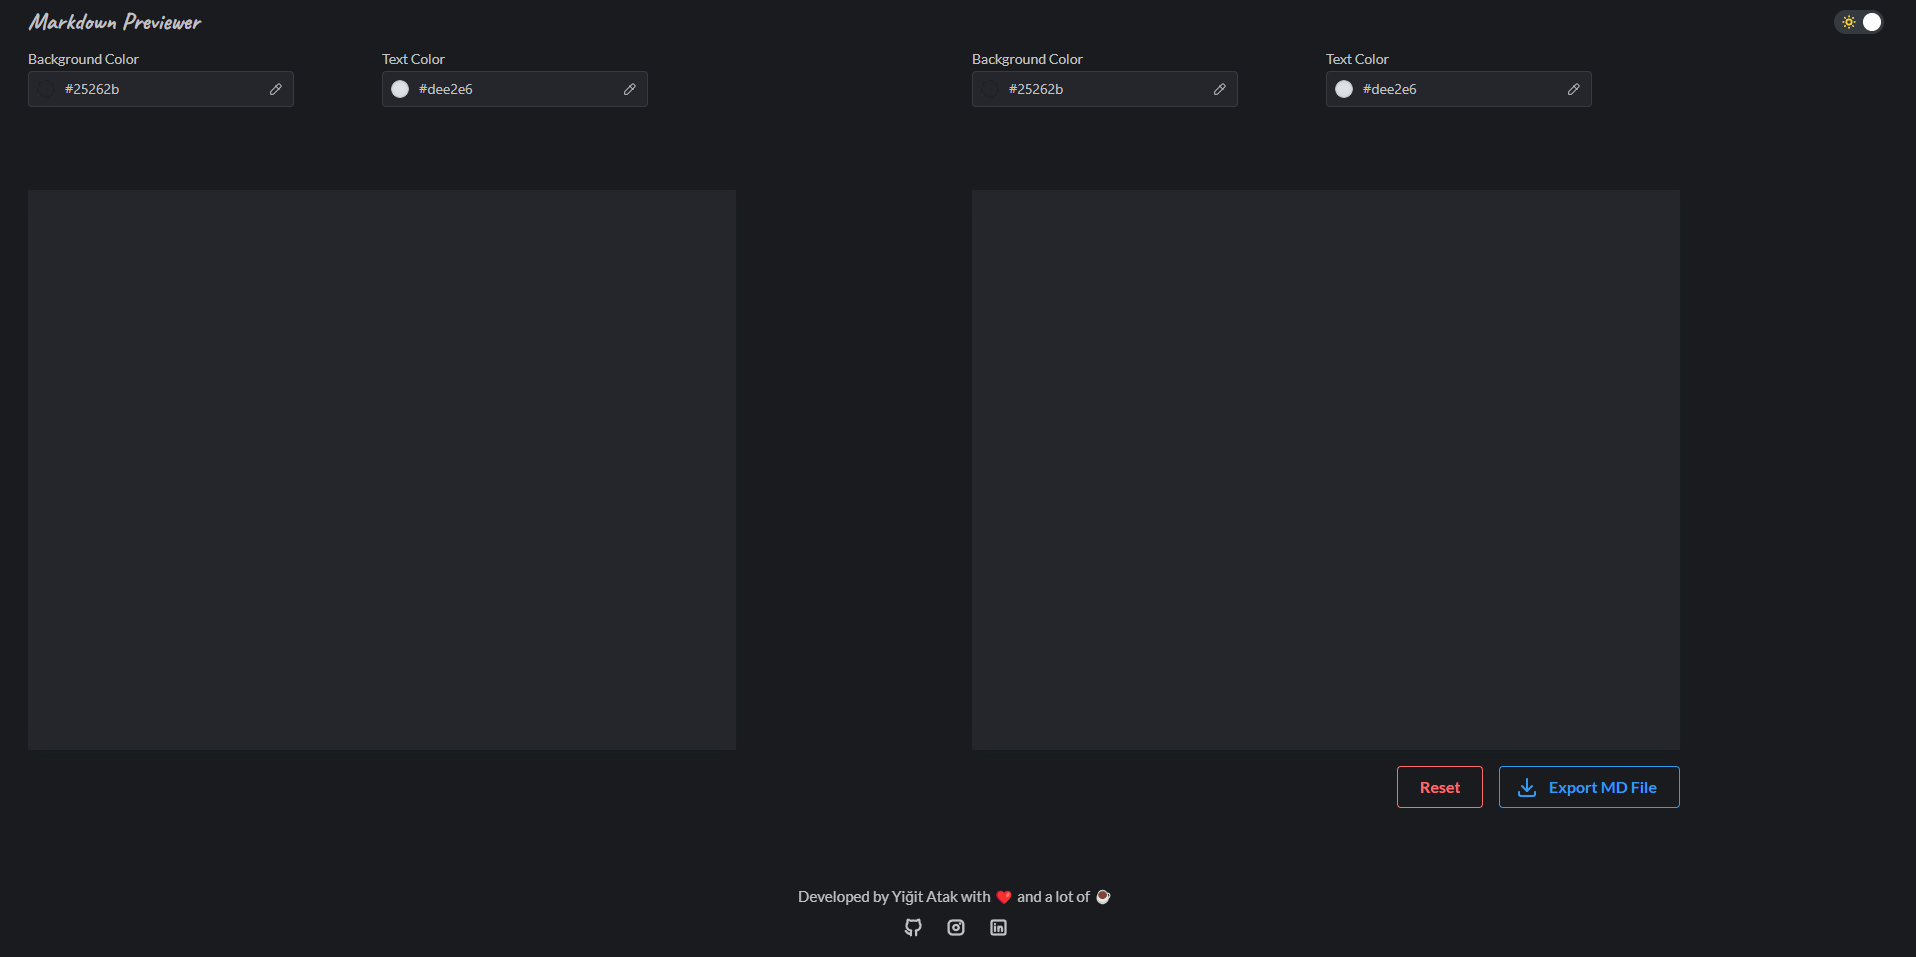 Markdown Previewer
Background Color
#25262b
Text Color
#dee2e6
Background Color
#25262b
Text Color
#dee2e6
Reset
Export MD File
Developed by Yiğit Atak with ❤️ and a lot of ☕